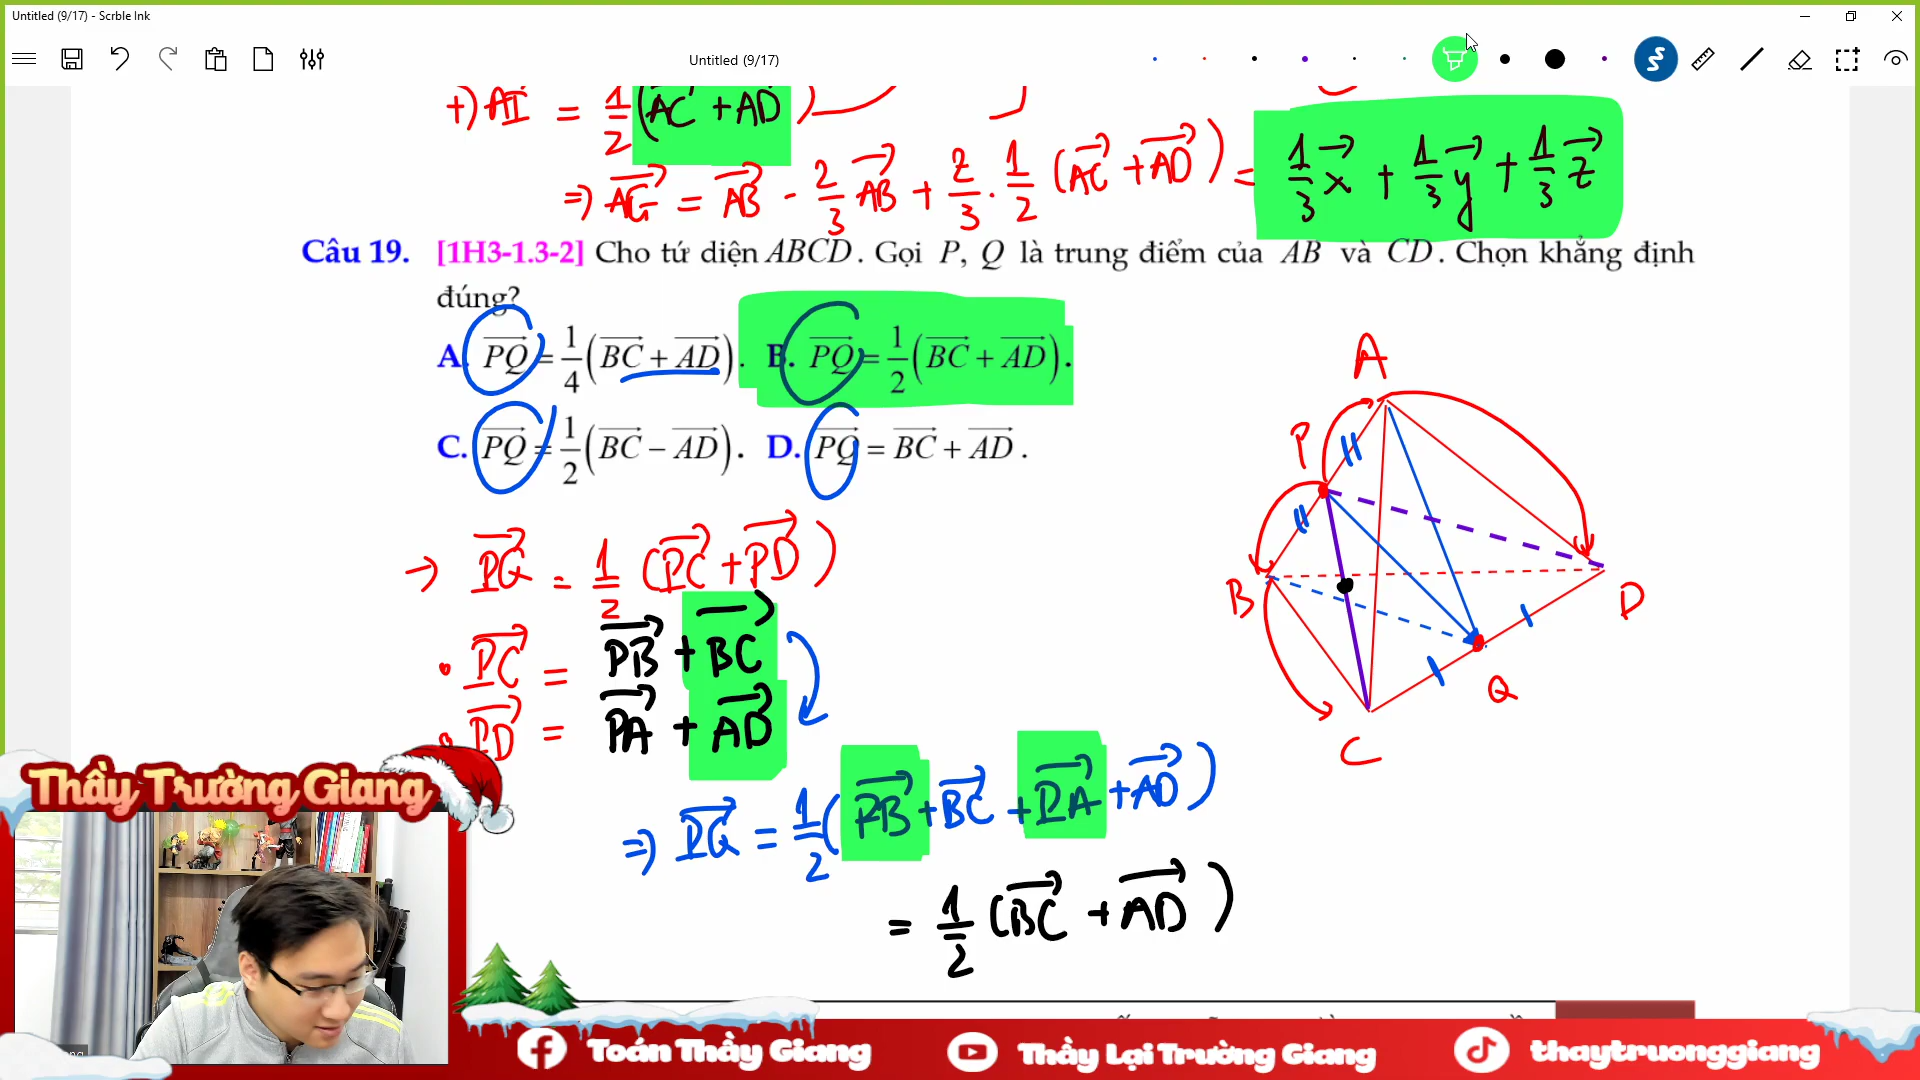 Untitled (9/17) - Scrble Ink
Untitled (9/17)
+) AI = 1/2 (AC + AD)
=> AG = AB - 2/3 AB + 2/3 . 1/2 (AC + AD) = 1/3 x + 1/3 y + 1/3 z
Câu 19. [1H3-1.3-2] Cho tứ diện ABCD. Gọi P, Q là trung điểm của AB và CD. Chọn khẳng định
đúng?
A. PQ = 1/4 (BC + AD). B. PQ = 1/2 (BC + AD).
C. PQ = 1/2 (BC − AD). D. PQ = BC + AD.
A
P
B
D
Q
C
-> PQ = 1/2 (PC + PD)
• PC = PB + BC
• PD = PA + AD
=> PQ = 1/2 (PB + BC + PA + AD)
= 1/2 (BC + AD)
Thầy Trường Giang
Toán Thầy Giang
Thầy Lại Trường Giang
thaytruonggiang